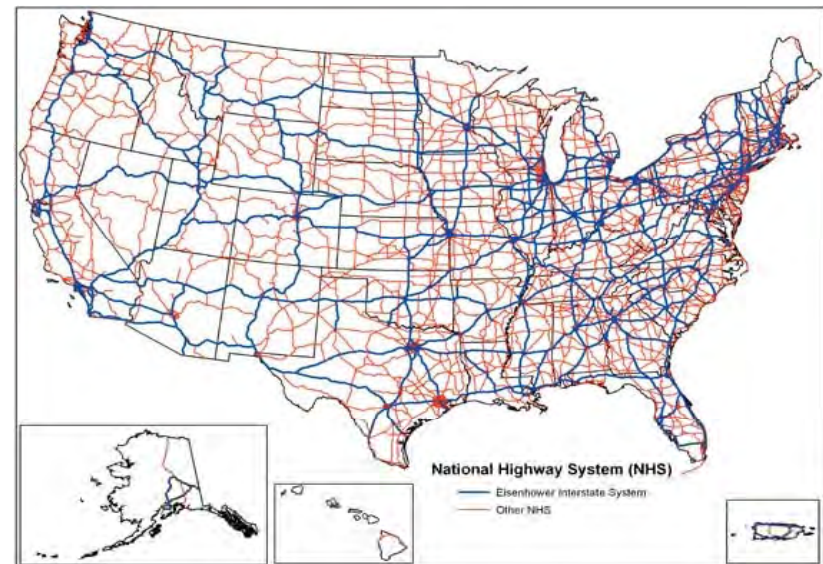 National Highway System (NHS)
Eisenhower Interstate System
Other NHS